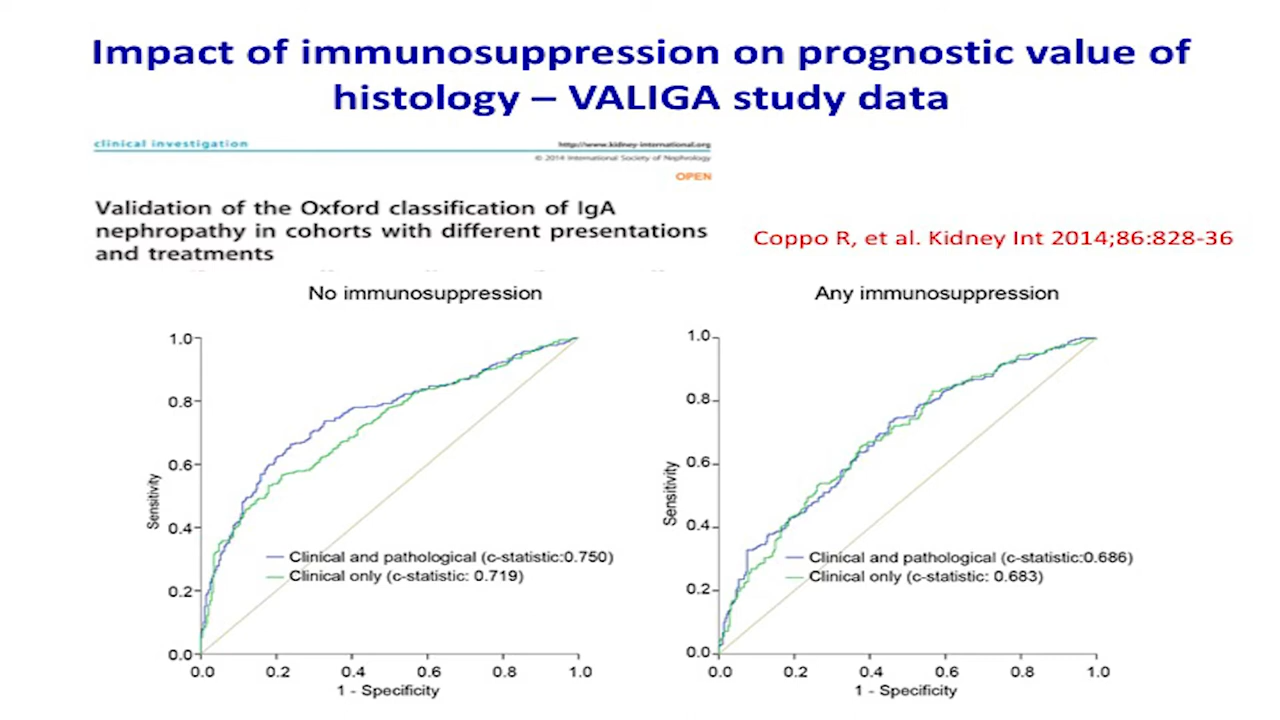 Impact of immunosuppression on prognostic value of
histology – VALIGA study data
clinical investigation
http://www.kidney-international.org
© 2014 International Society of Nephrology
OPEN
Validation of the Oxford classification of IgA
nephropathy in cohorts with different presentations
and treatments
Coppo R, et al. Kidney Int 2014;86:828-36
No immunosuppression
1.0
0.8
0.6
0.4
0.2
0.0
Sensitivity
Clinical and pathological (c-statistic:0.750)
Clinical only (c-statistic: 0.719)
0.0 0.2 0.4 0.6 0.8 1.0
1 - Specificity
Any immunosuppression
1.0
0.8
0.6
0.4
0.2
0.0
Sensitivity
Clinical and pathological (c-statistic:0.686)
Clinical only (c-statistic: 0.683)
0.0 0.2 0.4 0.6 0.8 1.0
1 - Specificity